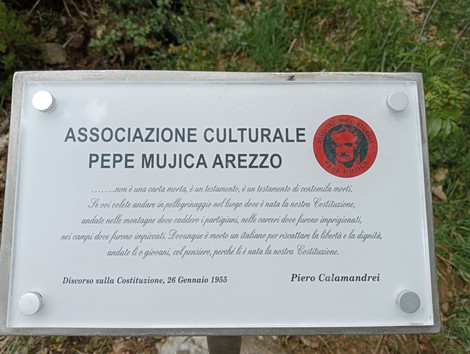 ASSOCIAZIONE CULTURALE
PEPE MUJICA AREZZO
........non è una carta morta, è un testamento, è un testamento di centomila morti.
Se voi volete andare in pellegrinaggio nel luogo dove è nata la nostra Costituzione,
andate nelle montagne dove caddero i partigiani, nelle carceri dove furono imprigionati,
nei campi dove furono impiccati. Dovunque è morto un italiano per riscattare la libertà e la dignità,
andate lì o giovani, col pensiero, perché lì è nata la nostra Costituzione.
Discorso sulla Costituzione, 26 Gennaio 1955
Piero Calamandrei